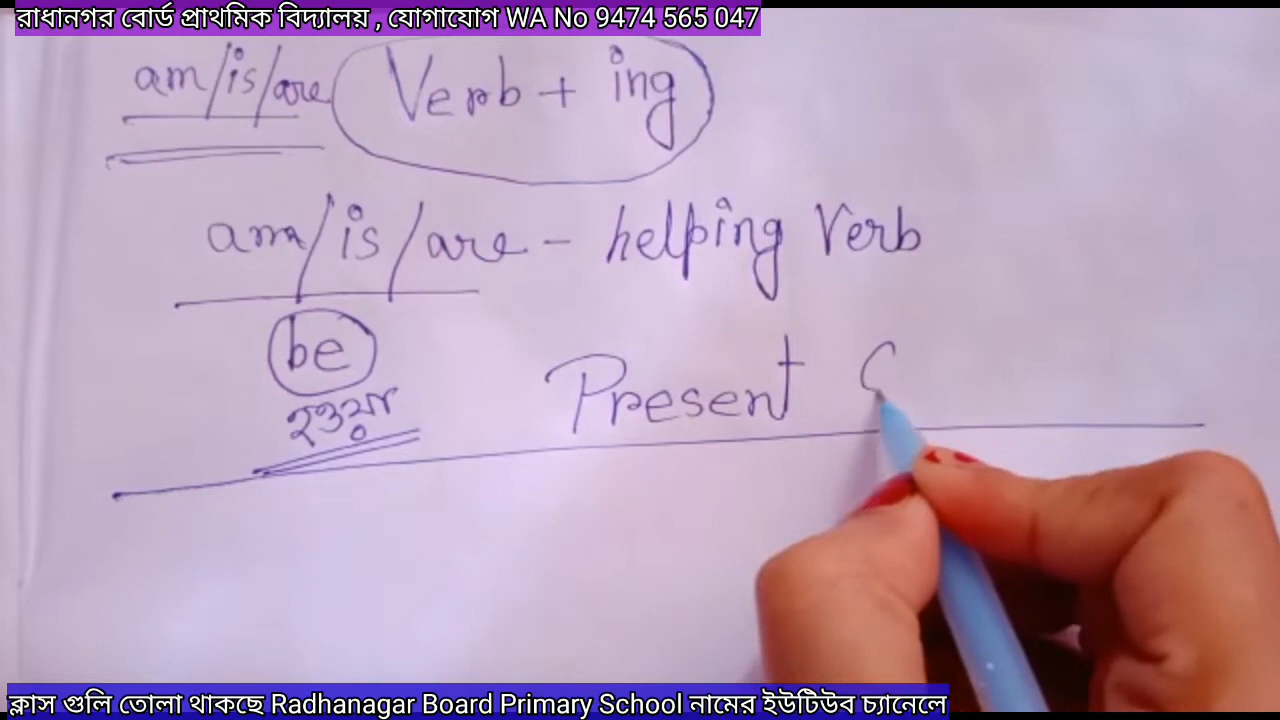 রাধানগর বোর্ড প্রাথমিক বিদ্যালয় , যোগাযোগ WA No 9474 565 047
am/is/are Verb + ing
am/is/are - helping Verb
be
হওয়া
Present C
ক্লাস গুলি তোলা থাকছে Radhanagar Board Primary School নামের ইউটিউব চ্যানেলে